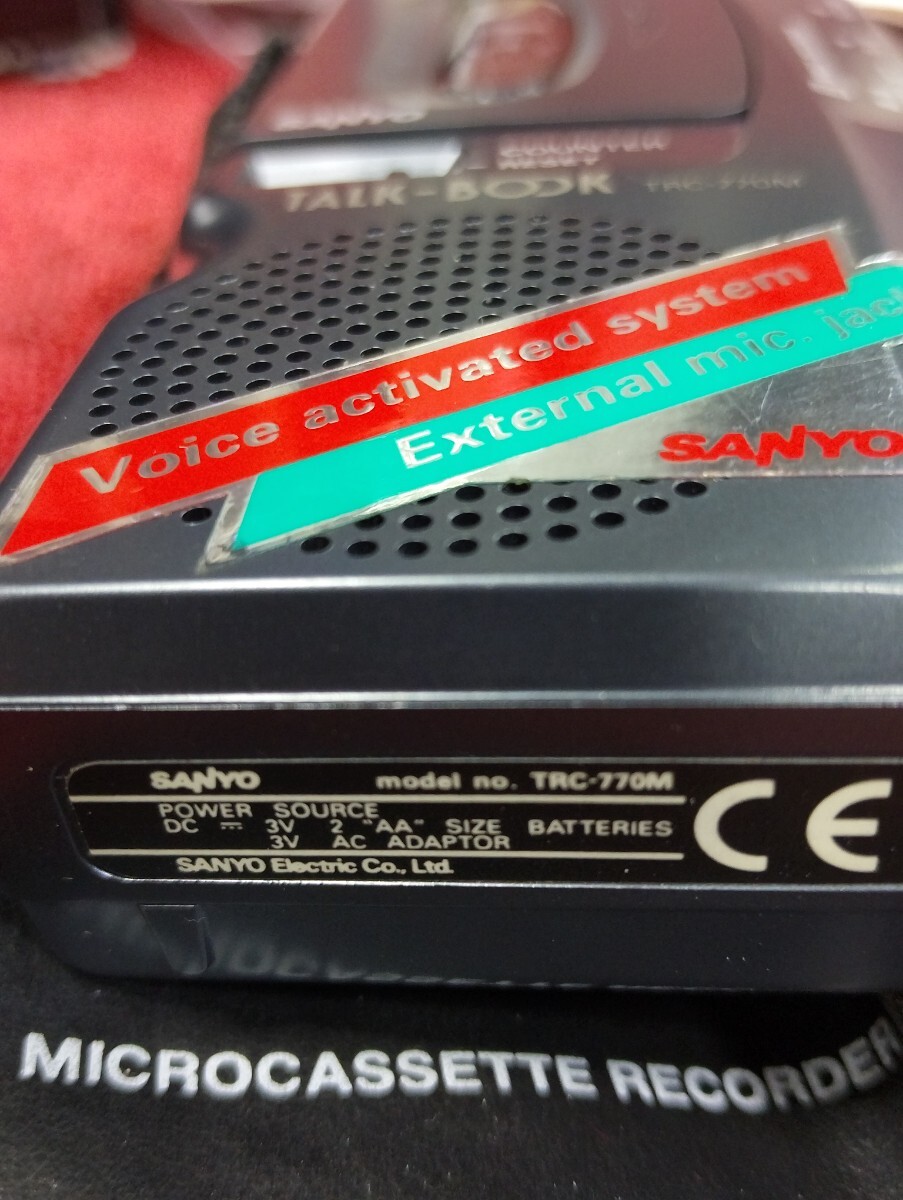 SANYO
TALK-BOOK TRC-770M
Voice activated system
External mic. jack
SANYO
SANYO model no. TRC-770M
POWER SOURCE
DC 3V 2 "AA" SIZE BATTERIES
3V AC ADAPTOR
SANYO Electric Co., Ltd.
CE
MICROCASSETTE RECORDER